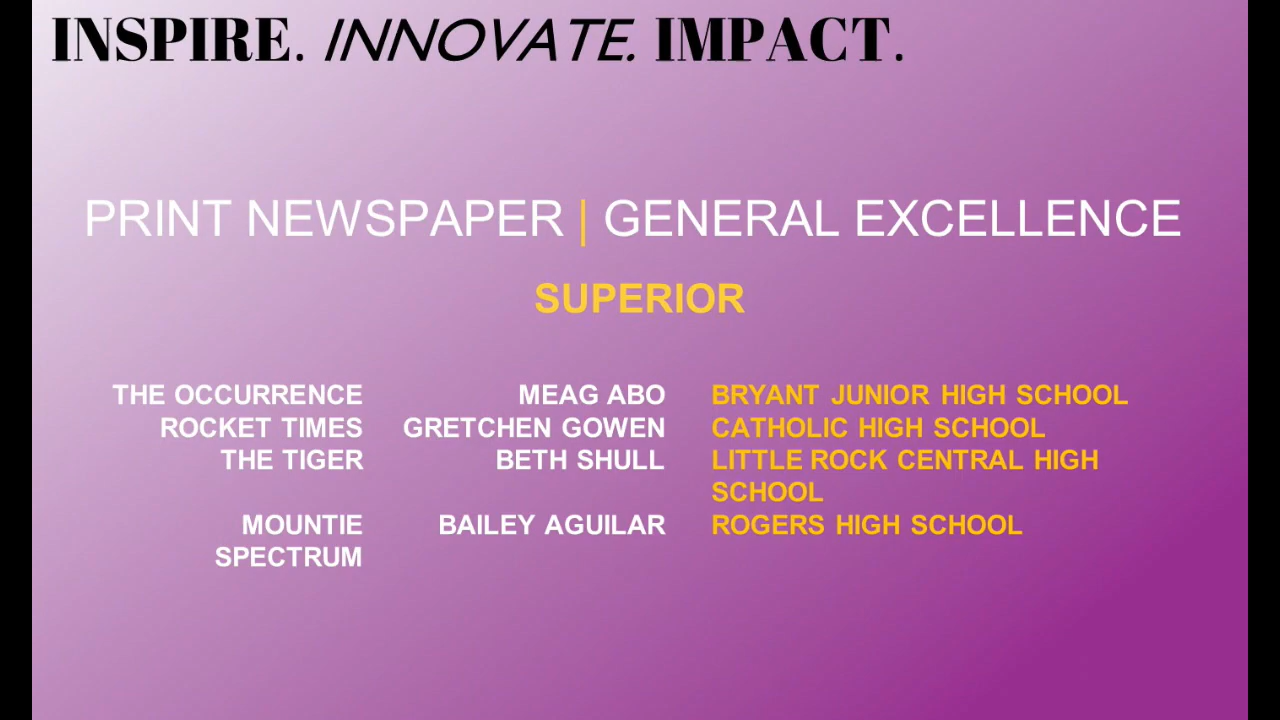 INSPIRE. INNOVATE. IMPACT.
PRINT NEWSPAPER | GENERAL EXCELLENCE
SUPERIOR
THE OCCURRENCE MEAG ABO BRYANT JUNIOR HIGH SCHOOL
ROCKET TIMES GRETCHEN GOWEN CATHOLIC HIGH SCHOOL
THE TIGER BETH SHULL LITTLE ROCK CENTRAL HIGH
SCHOOL
MOUNTIE BAILEY AGUILAR ROGERS HIGH SCHOOL
SPECTRUM